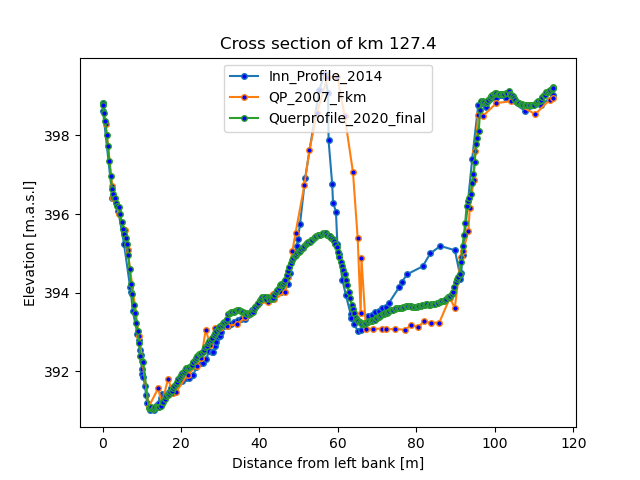 Cross section of km 127.4
Inn_Profile_2014
QP_2007_Fkm
Querprofile_2020_final
Elevation [m.a.s.l]
398
396
394
392
0 20 40 60 80 100 120
Distance from left bank [m]